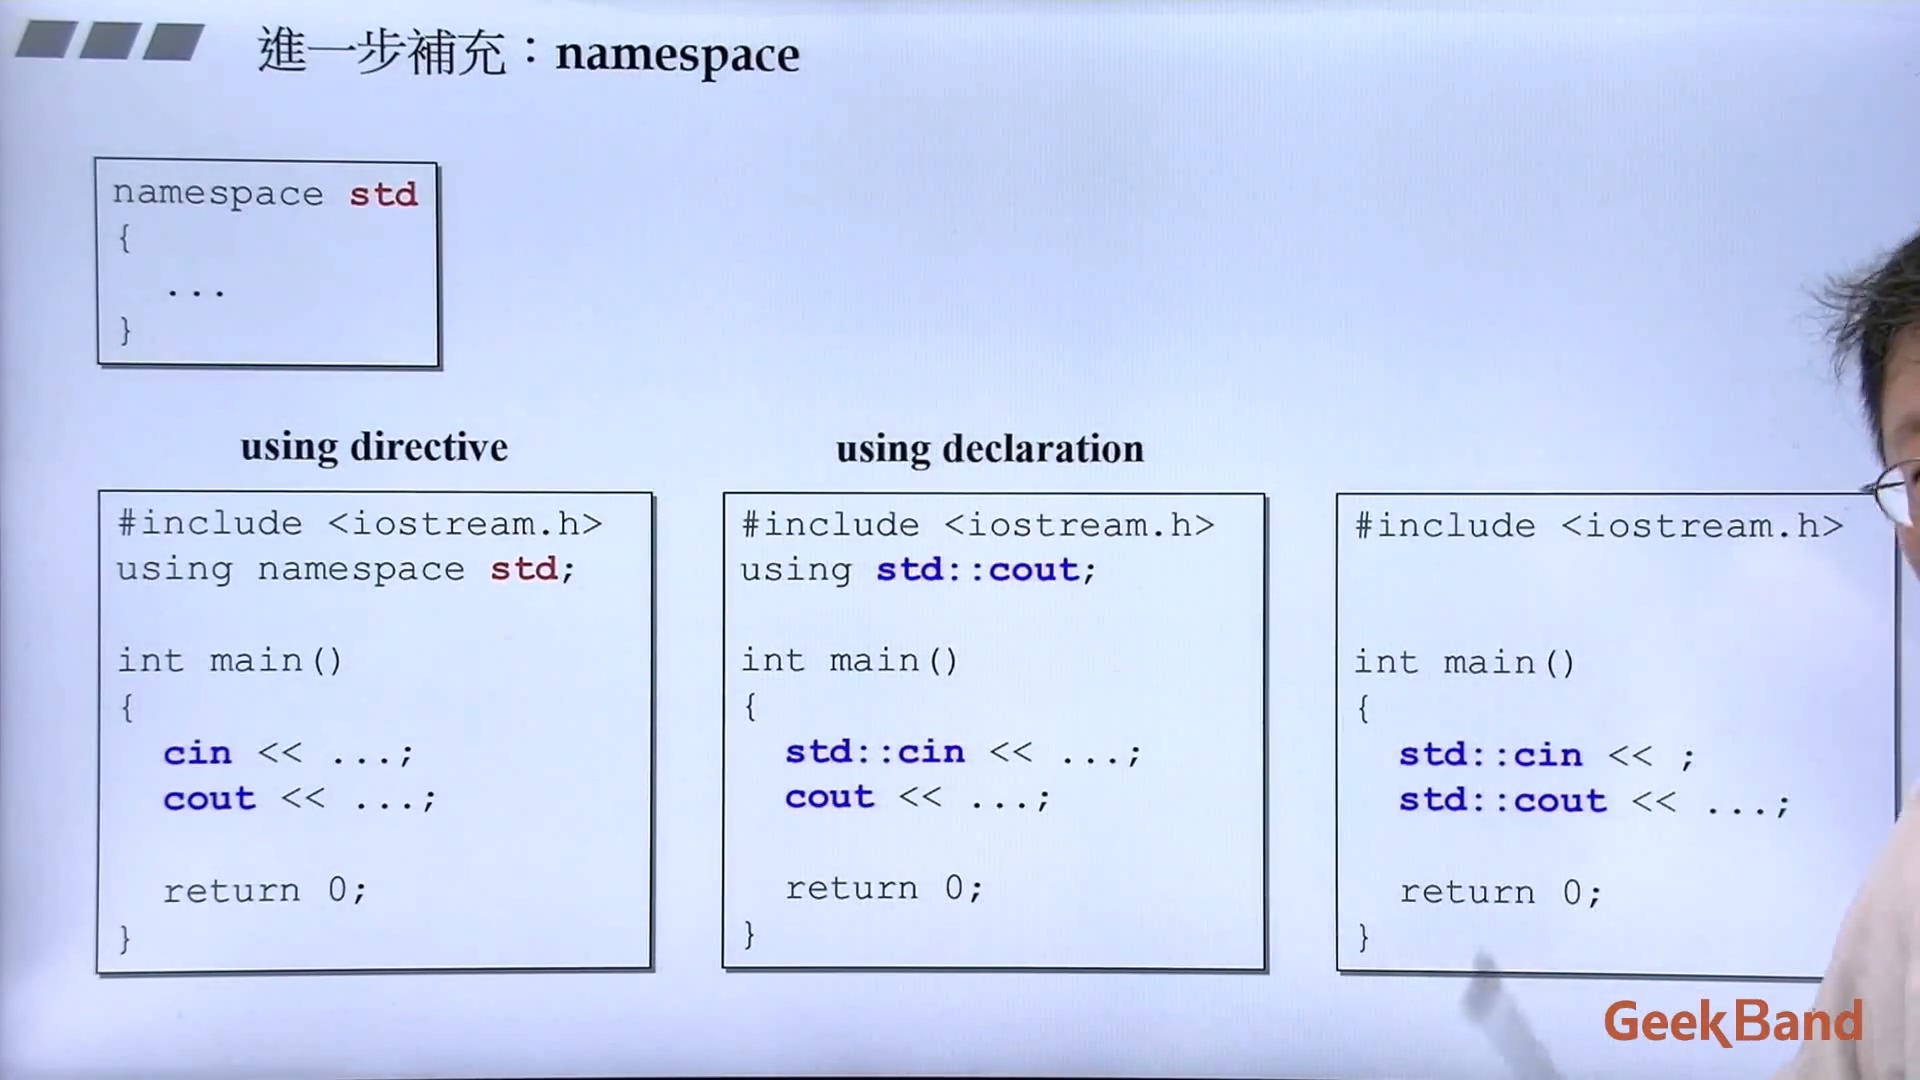 進一步補充：namespace
namespace std
{
...
}
using directive
#include <iostream.h>
using namespace std;
int main()
{
cin << ...;
cout << ...;
return 0;
}
using declaration
#include <iostream.h>
using std::cout;
int main()
{
std::cin << ...;
cout << ...;
return 0;
}
#include <iostream.h>
int main()
{
std::cin << ;
std::cout << ...;
return 0;
}
GeekBand